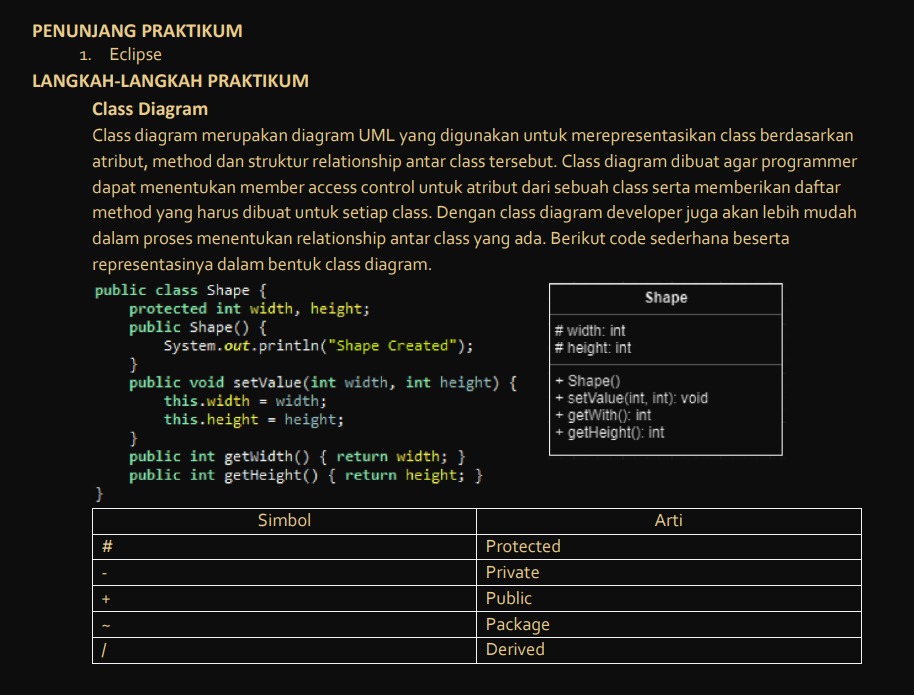 PENUNJANG PRAKTIKUM
1. Eclipse
LANGKAH-LANGKAH PRAKTIKUM
Class Diagram
Class diagram merupakan diagram UML yang digunakan untuk merepresentasikan class berdasarkan
atribut, method dan struktur relationship antar class tersebut. Class diagram dibuat agar programmer
dapat menentukan member access control untuk atribut dari sebuah class serta memberikan daftar
method yang harus dibuat untuk setiap class. Dengan class diagram developer juga akan lebih mudah
dalam proses menentukan relationship antar class yang ada. Berikut code sederhana beserta
representasinya dalam bentuk class diagram.
public class Shape {
protected int width, height;
public Shape() {
System.out.println("Shape Created");
}
public void setValue(int width, int height) {
this.width = width;
this.height = height;
}
public int getWidth() { return width; }
public int getHeight() { return height; }
}
Shape
# width: int
# height: int
+ Shape()
+ setValue(int, int): void
+ getWith(): int
+ getHeight(): int
Simbol Arti
# Protected
- Private
+ Public
~ Package
/ Derived